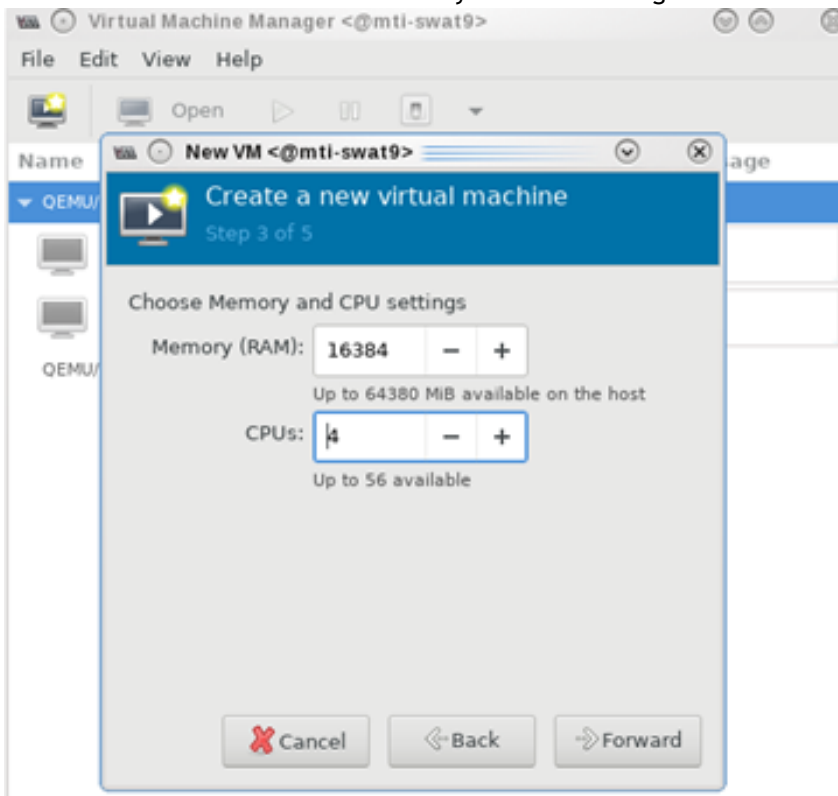 Virtual Machine Manager <@mti-swat9>
File Edit View Help
Open
Name
age
QEMU/
New VM <@mti-swat9>
Create a new virtual machine
Step 3 of 5
Choose Memory and CPU settings
Memory (RAM): 16384 − +
Up to 64380 MiB available on the host
CPUs: 4 − +
Up to 56 available
QEMU/
Cancel Back Forward